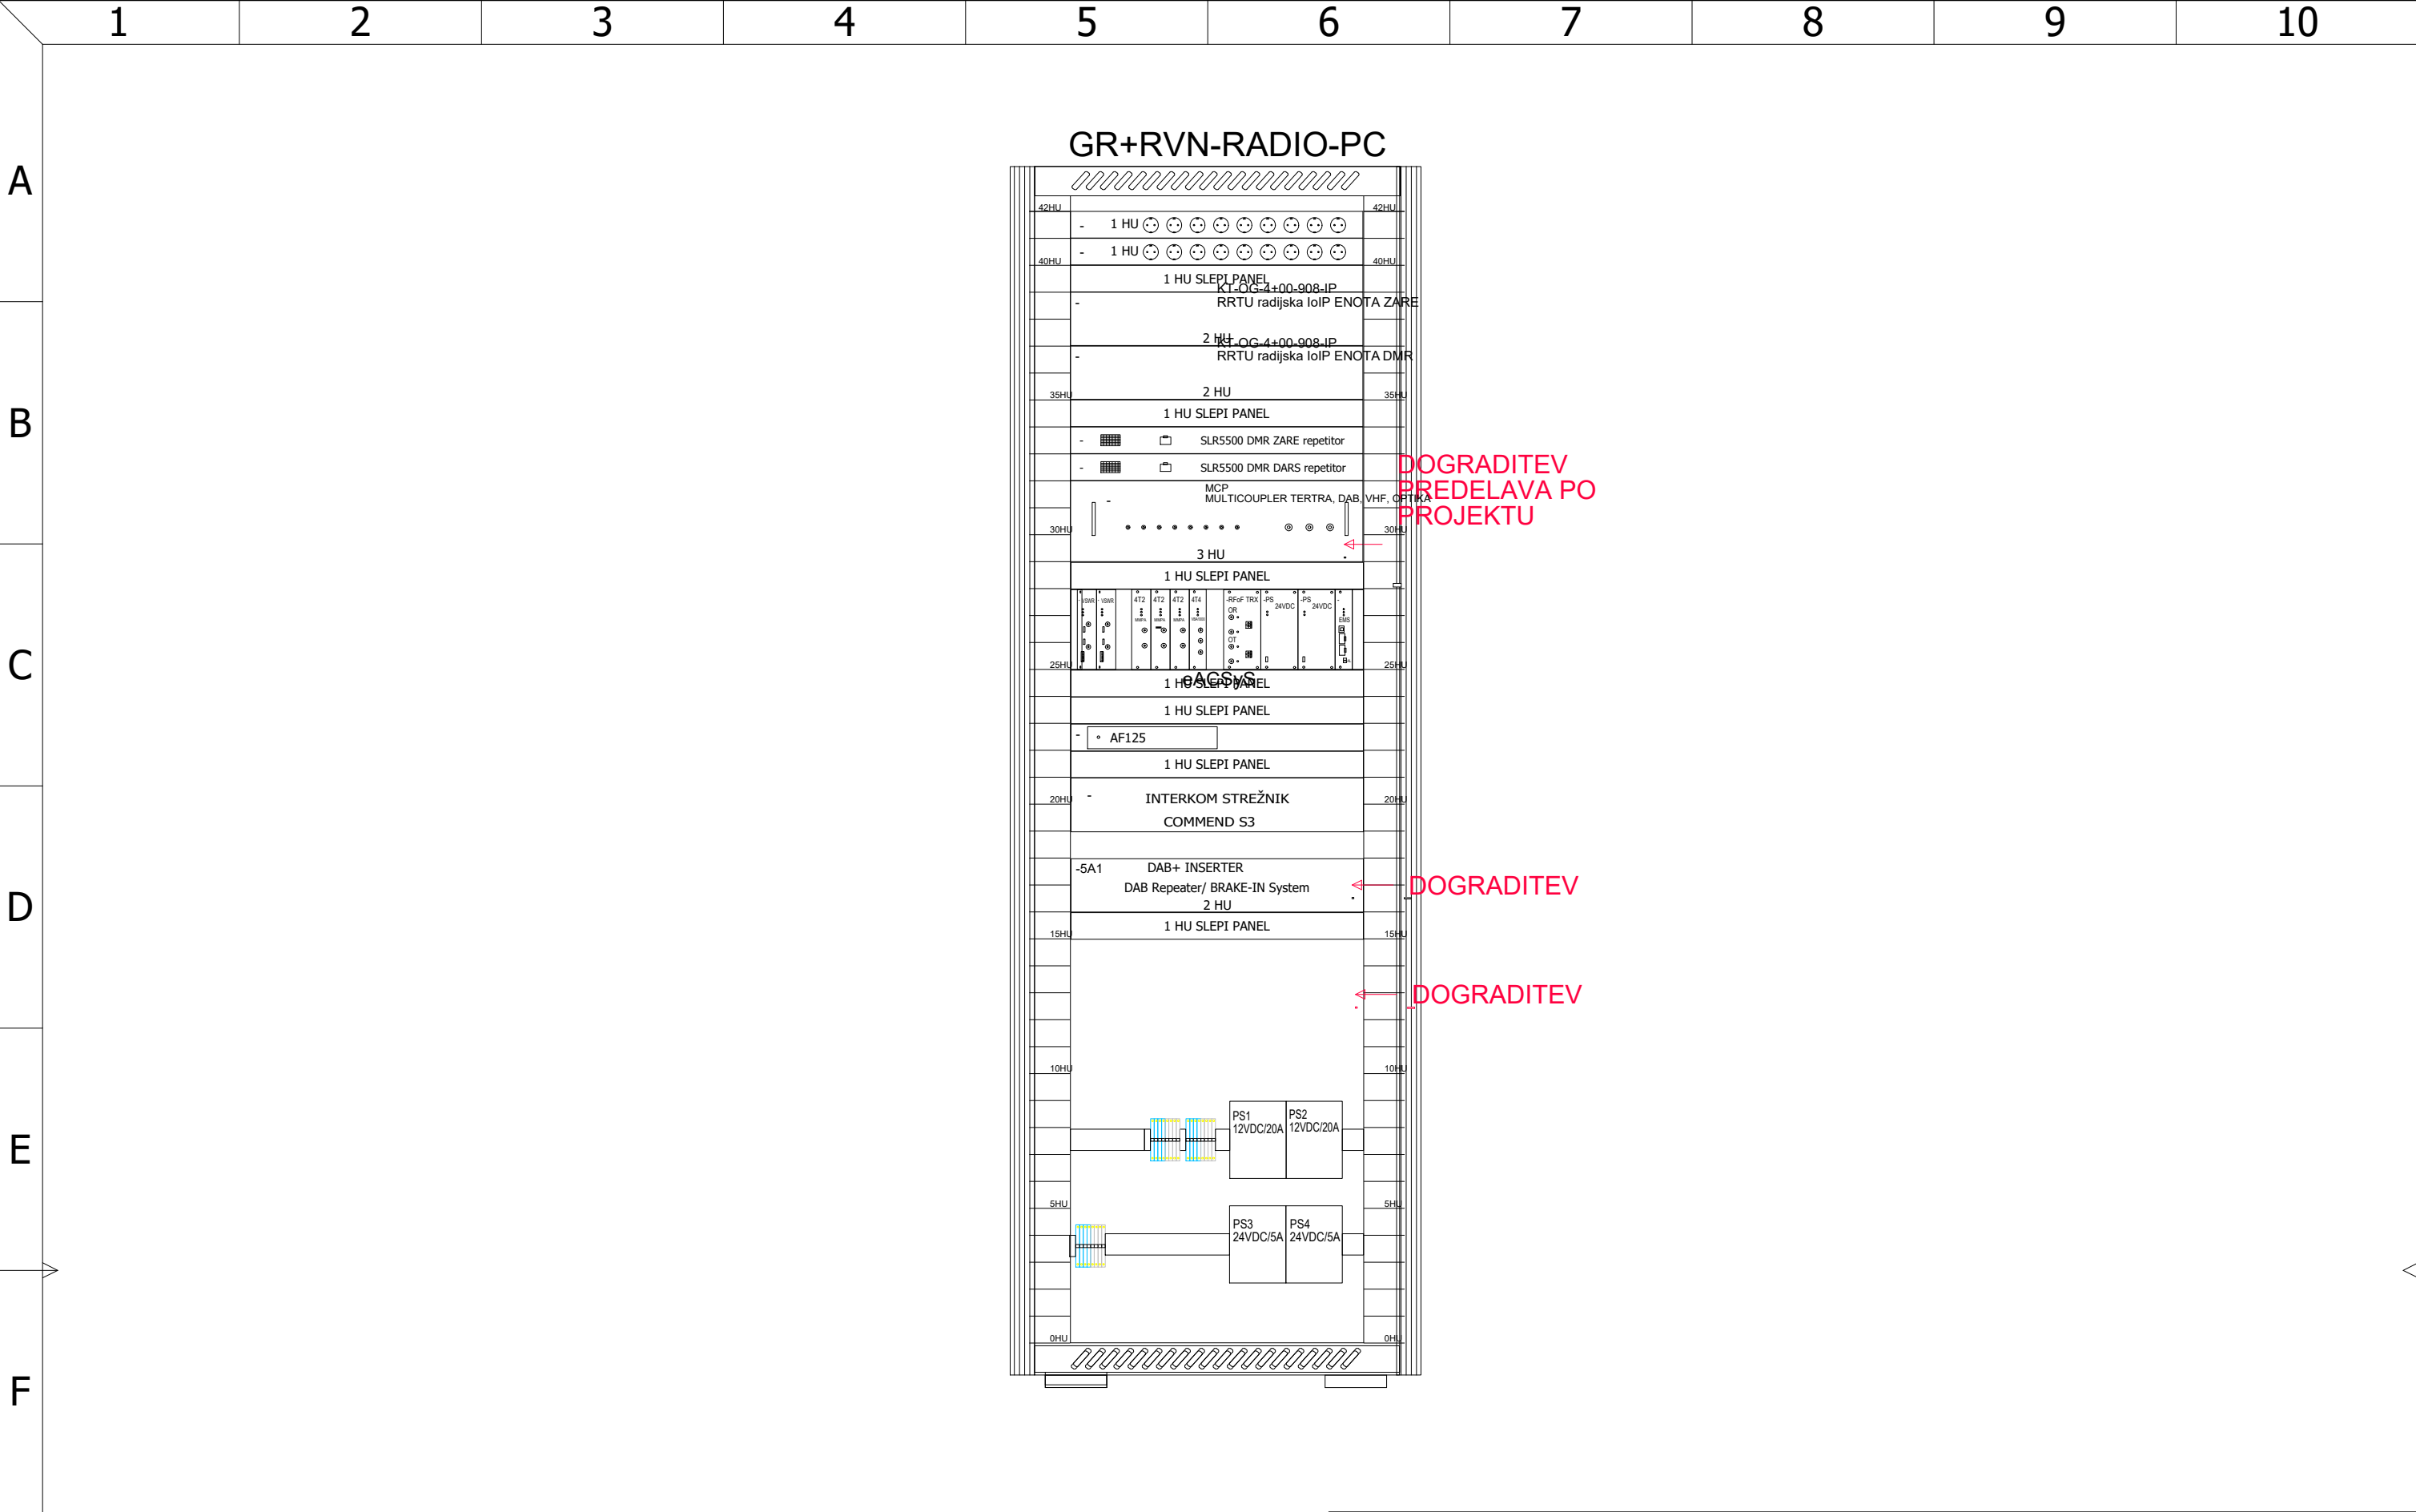 1 2 3 4 5 6 7 8 9 10
GR+RVN-RADIO-PC
A
42HU 42HU
- 1 HU
- 1 HU
40HU 40HU
1 HU SLEPI PANEL
KT-OG-4+00-908-IP
- RRTU radijska IoIP ENOTA ZARE
2 HU
KT-OG-4+00-908-IP
- RRTU radijska IoIP ENOTA DMR
2 HU
35HU 35HU
B
1 HU SLEPI PANEL
- SLR5500 DMR ZARE repetitor
- SLR5500 DMR DARS repetitor
DOGRADITEV
PREDELAVA PO
PROJEKTU
MCP
- MULTICOUPLER TERTRA, DAB, VHF, OPTIKA
30HU 30HU
3 HU
1 HU SLEPI PANEL
- VSWR - VSWR 4T2 4T2 4T2 4T4 -RFoF TRX -PS -PS -
24VDC 24VDC
OR
EMS
OT
C
25HU 25HU
eACSyS
1 HU SLEPI PANEL
1 HU SLEPI PANEL
- AF125
1 HU SLEPI PANEL
20HU 20HU
- INTERKOM STREŽNIK
COMMEND S3
-5A1 DAB+ INSERTER
DAB Repeater/ BRAKE-IN System
2 HU
DOGRADITEV
D
1 HU SLEPI PANEL
15HU 15HU
DOGRADITEV
10HU 10HU
PS1
12VDC/20A
PS2
12VDC/20A
E
5HU 5HU
PS3
24VDC/5A
PS4
24VDC/5A
0HU 0HU
F